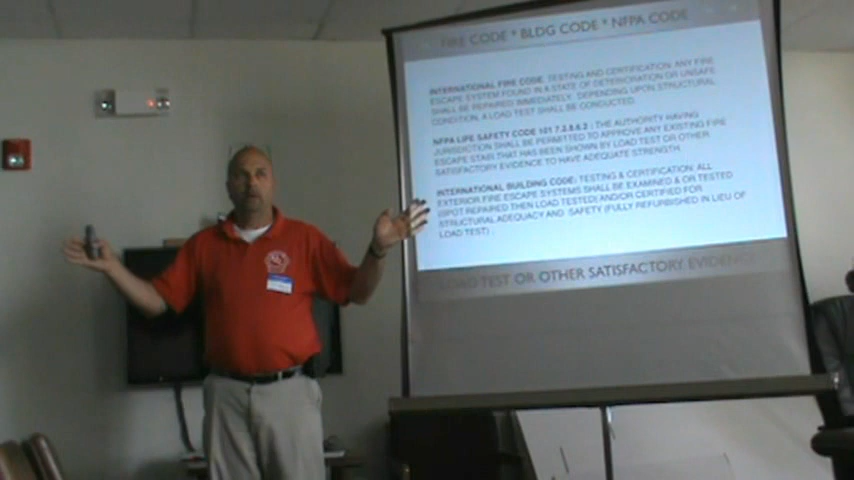 FIRE CODE * BLDG CODE * NFPA CODE
INTERNATIONAL FIRE CODE: TESTING AND CERTIFICATION: ANY FIRE
ESCAPE SYSTEM FOUND IN A STATE OF DETERIORATION OR UNSAFE
SHALL BE REPAIRED IMMEDIATELY. DEPENDING UPON STRUCTURAL
CONDITION, A LOAD TEST SHALL BE CONDUCTED.
NFPA LIFE SAFETY CODE 101 7.2.8.6.2 : THE AUTHORITY HAVING
JURISDICTION SHALL BE PERMITTED TO APPROVE ANY EXISTING FIRE
ESCAPE STAIR THAT HAS BEEN SHOWN BY LOAD TEST OR OTHER
SATISFACTORY EVIDENCE TO HAVE ADEQUATE STRENGTH.
INTERNATIONAL BUILDING CODE: TESTING & CERTIFICATION: ALL
EXTERIOR FIRE ESCAPE SYSTEMS SHALL BE EXAMINED & OR TESTED
(SPOT REPAIRED THEN LOAD TESTED) AND/OR CERTIFIED FOR
STRUCTURAL ADEQUACY AND SAFETY (FULLY REFURBISHED IN LIEU OF
LOAD TEST) .
LOAD TEST OR OTHER SATISFACTORY EVIDENCE